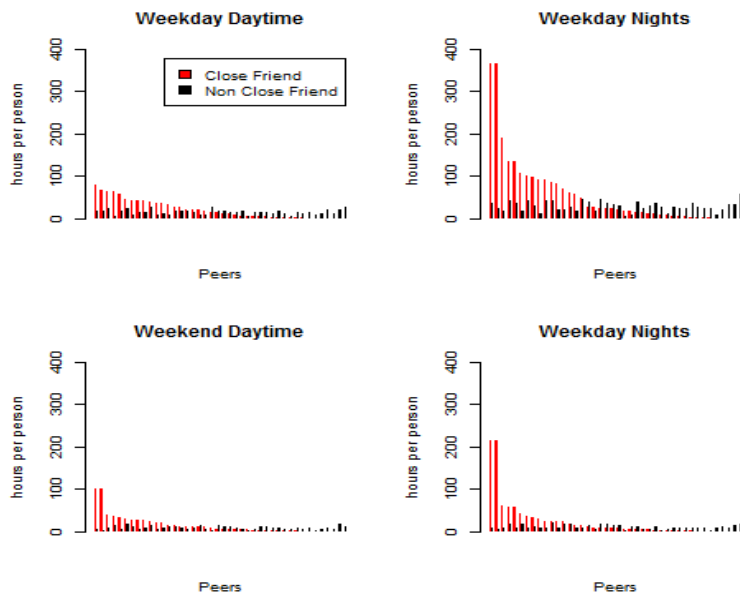 Weekday Daytime
hours per person
0 100 200 300 400
Close Friend
Non Close Friend
Peers
Weekday Nights
hours per person
0 100 200 300 400
Peers
Weekend Daytime
hours per person
0 100 200 300 400
Peers
Weekday Nights
hours per person
0 100 200 300 400
Peers